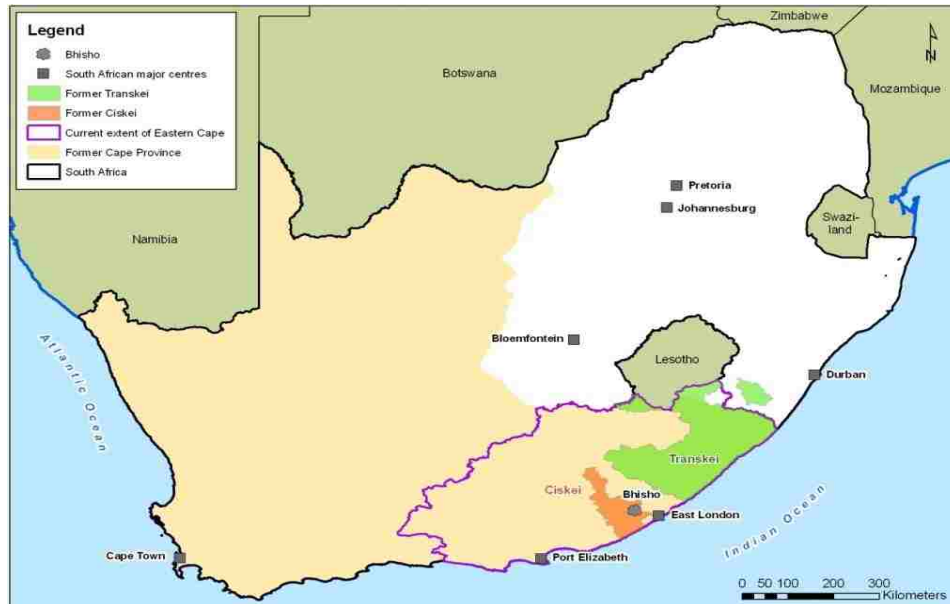 Legend
Bhisho
South African major centres
Former Transkei
Former Ciskei
Current extent of Eastern Cape
Former Cape Province
South Africa
Zimbabwe
N
Botswana
Mozambique
Pretoria
Johannesburg
Swazi-
land
Namibia
Atlantic Ocean
Bloemfontein
Lesotho
Durban
Transkei
Ciskei
Bhisho
East London
Indian Ocean
Cape Town
Port Elizabeth
0 50 100 200 300
Kilometers